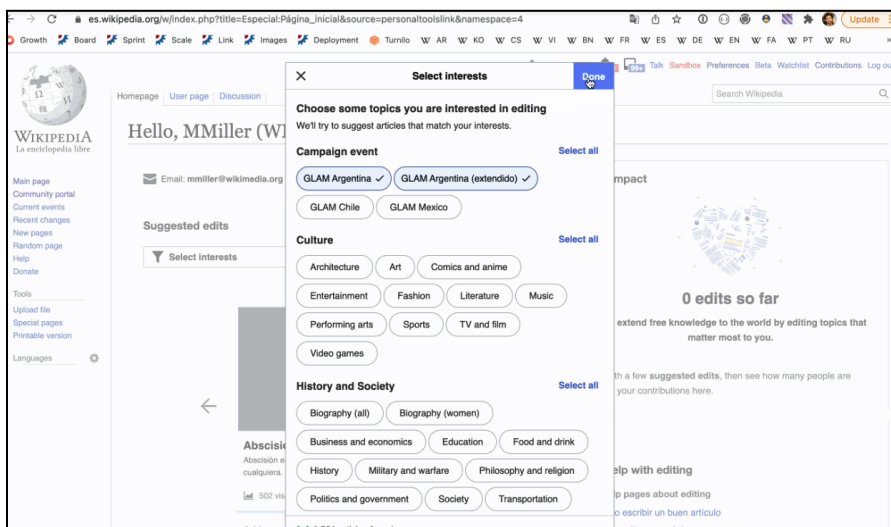 es.wikipedia.org/w/index.php?title=Especial:Página_inicial&source=personaltoolslink&namespace=4
Update
Growth Board Sprint Scale Link Images Deployment Turnilo W AR W KO W CS W VI W BN W FR W ES W DE W EN W FA W PT W RU
Select interests
Done
99+ Talk Sandbox Preferences Beta Watchlist Contributions Log ou
Homepage User page Discussion
Search Wikipedia
WIKIPEDIA
La enciclopedia libre
Hello, MMiller (WM
Email: mmiller@wikimedia.org
Suggested edits
Select interests
Main page
Community portal
Current events
Recent changes
New pages
Random page
Help
Donate
Tools
Upload file
Special pages
Printable version
Languages
Choose some topics you are interested in editing
We'll try to suggest articles that match your interests.
Campaign event Select all
GLAM Argentina ✓ GLAM Argentina (extendido) ✓
GLAM Chile GLAM Mexico
Culture Select all
Architecture Art Comics and anime
Entertainment Fashion Literature Music
Performing arts Sports TV and film
Video games
History and Society Select all
Biography (all) Biography (women)
Business and economics Education Food and drink
History Military and warfare Philosophy and religion
Politics and government Society Transportation
Abscisi
Abscisión e
cualquiera.
502 vis
mpact
0 edits so far
extend free knowledge to the world by editing topics that
matter most to you.
th a few suggested edits, then see how many people are
your contributions here.
elp with editing
lp pages about editing
o escribir un buen artículo